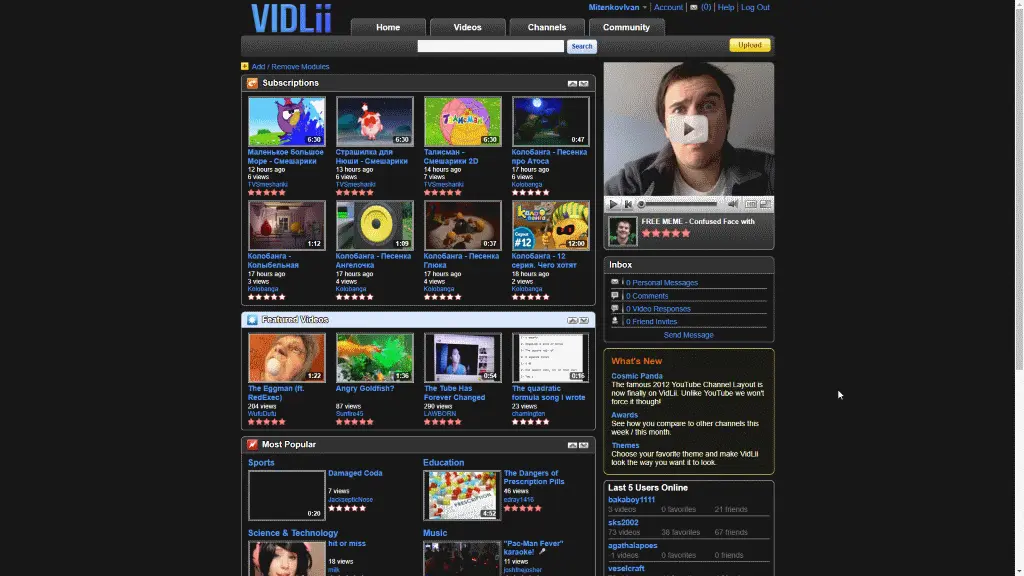 VIDLii
MitenkovIvan Account (0) Help Log Out
Home Videos Channels Community
Search
Upload
Add / Remove Modules
Subscriptions
6:30
6:30
ТАЛИСМАН
6:30
0:47
Маленькое большое
Море - Смешарики
12 hours ago
6 views
TVSmeshariki
Страшилка для
Нюши - Смешарики
13 hours ago
6 views
TVSmeshariki
Талисман -
Смешарики 2D
14 hours ago
7 views
TVSmeshariki
Колобанга - Песенка
про Атоса
17 hours ago
6 views
Kolobanga
1:12
1:09
0:37
Серия
#12
12:00
Колобанга -
Колыбельная
17 hours ago
3 views
Kolobanga
Колобанга - Песенка
Ангелочка
17 hours ago
4 views
Kolobanga
Колобанга - Песенка
Глюка
17 hours ago
4 views
Kolobanga
Колобанга - 12
серия. Чего хотят
18 hours ago
2 views
Kolobanga
Featured Videos
1:22
1:36
0:54
0:16
The Eggman (ft.
RedExec)
204 views
WufuDufu
Angry Goldfish?
87 views
Sunfire45
The Tube Has
Forever Changed
290 views
LAWBORN
The quadratic
formula song i wrote
23 views
chamington
Most Popular
Sports
0:20
Damaged Coda
7 views
JacksepticNose
Education
PRESCRIPTION
4:52
The Dangers of
Prescription Pills
46 views
edray1416
Science & Technology
hit or miss
18 views
milk
Music
"Pac-Man Fever"
karaoke!
11 views
joshthejosher
FREE MEME - Confused Face with
Inbox
0 Personal Messages
0 Comments
0 Video Responses
0 Friend Invites
Send Message
What's New
Cosmic Panda
The famous 2012 YouTube Channel Layout is
now finally on VidLii. Unlike YouTube we won't
force it though!
Awards
See how you compare to other channels this
week / this month.
Themes
Choose your favorite theme and make VidLii
look the way you want it to look.
Last 5 Users Online
bakaboy1111
5 videos 0 favorites 21 friends
sks2002
73 videos 38 favorites 67 friends
agathalapoes
-1 videos 0 favorites 0 friends
veselcraft